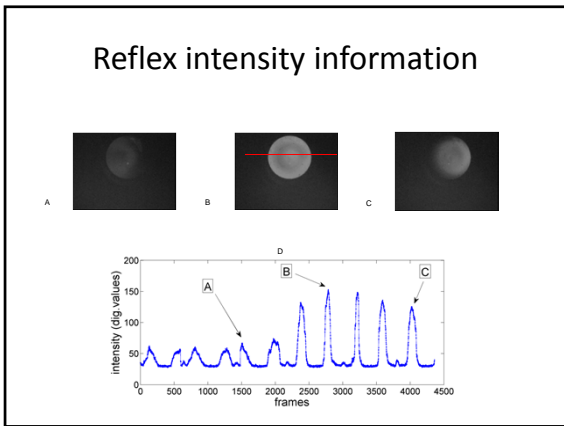 Reflex intensity information
A
B
C
D
A
B
C
intensity (dig.values)
200
150
100
50
0
0 500 1000 1500 2000 2500 3000 3500 4000 4500
frames